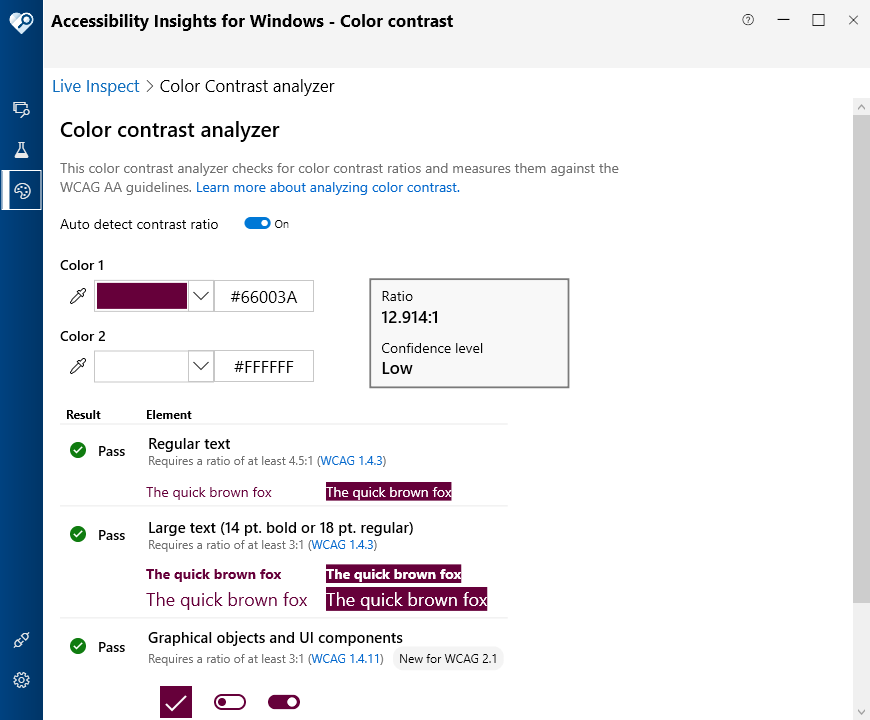 Accessibility Insights for Windows - Color contrast
Live Inspect > Color Contrast analyzer
Color contrast analyzer
This color contrast analyzer checks for color contrast ratios and measures them against the
WCAG AA guidelines. Learn more about analyzing color contrast.
Auto detect contrast ratio On
Color 1
#66003A
Color 2
#FFFFFF
Ratio
12.914:1
Confidence level
Low
Result Element
Pass
Regular text
Requires a ratio of at least 4.5:1 (WCAG 1.4.3)
The quick brown fox The quick brown fox
Pass
Large text (14 pt. bold or 18 pt. regular)
Requires a ratio of at least 3:1 (WCAG 1.4.3)
The quick brown fox The quick brown fox
The quick brown fox The quick brown fox
Pass
Graphical objects and UI components
Requires a ratio of at least 3:1 (WCAG 1.4.11) New for WCAG 2.1